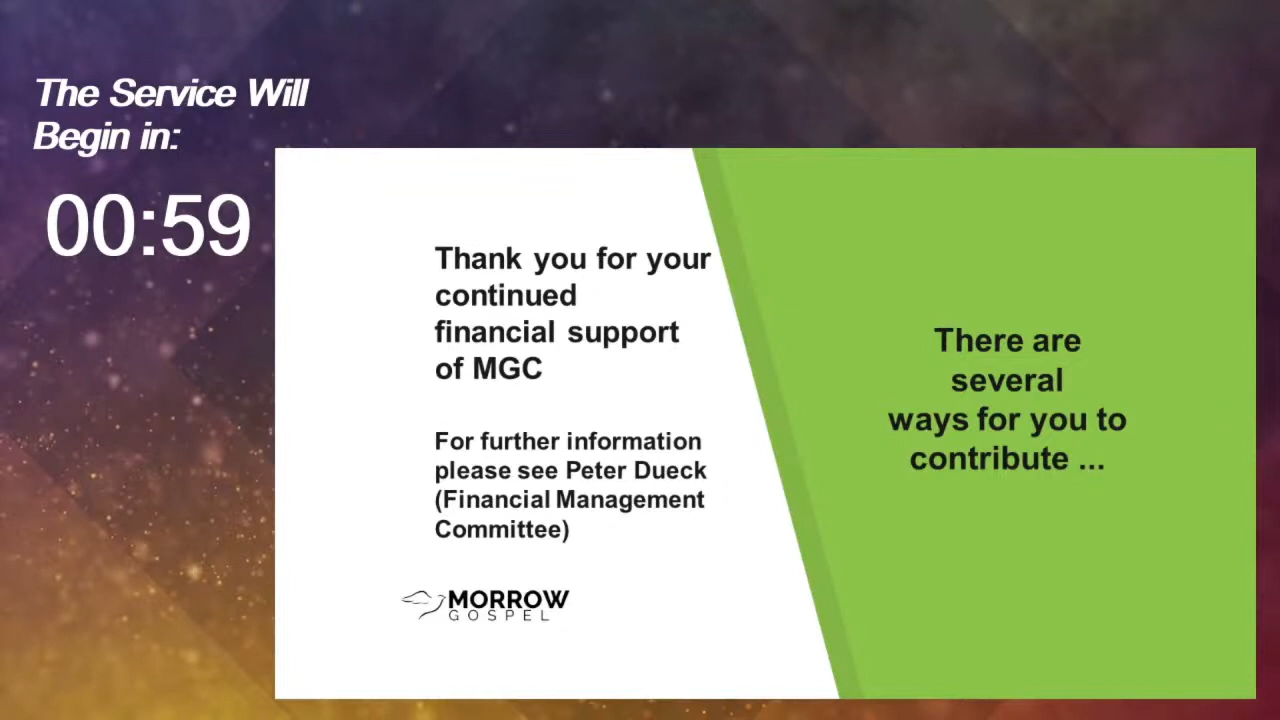 The Service Will
Begin in:
00:59
Thank you for your
continued
financial support
of MGC
For further information
please see Peter Dueck
(Financial Management
Committee)
MORROW
GOSPEL
There are
several
ways for you to
contribute ...